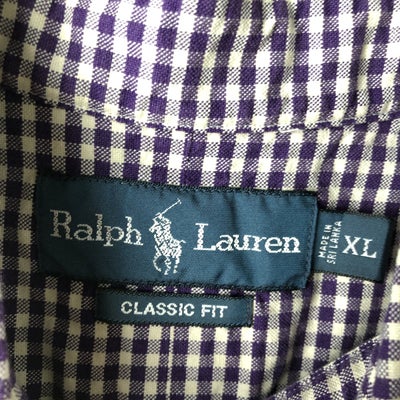 Ralph Lauren
MADE IN
SRI LANKA
XL
CLASSIC FIT